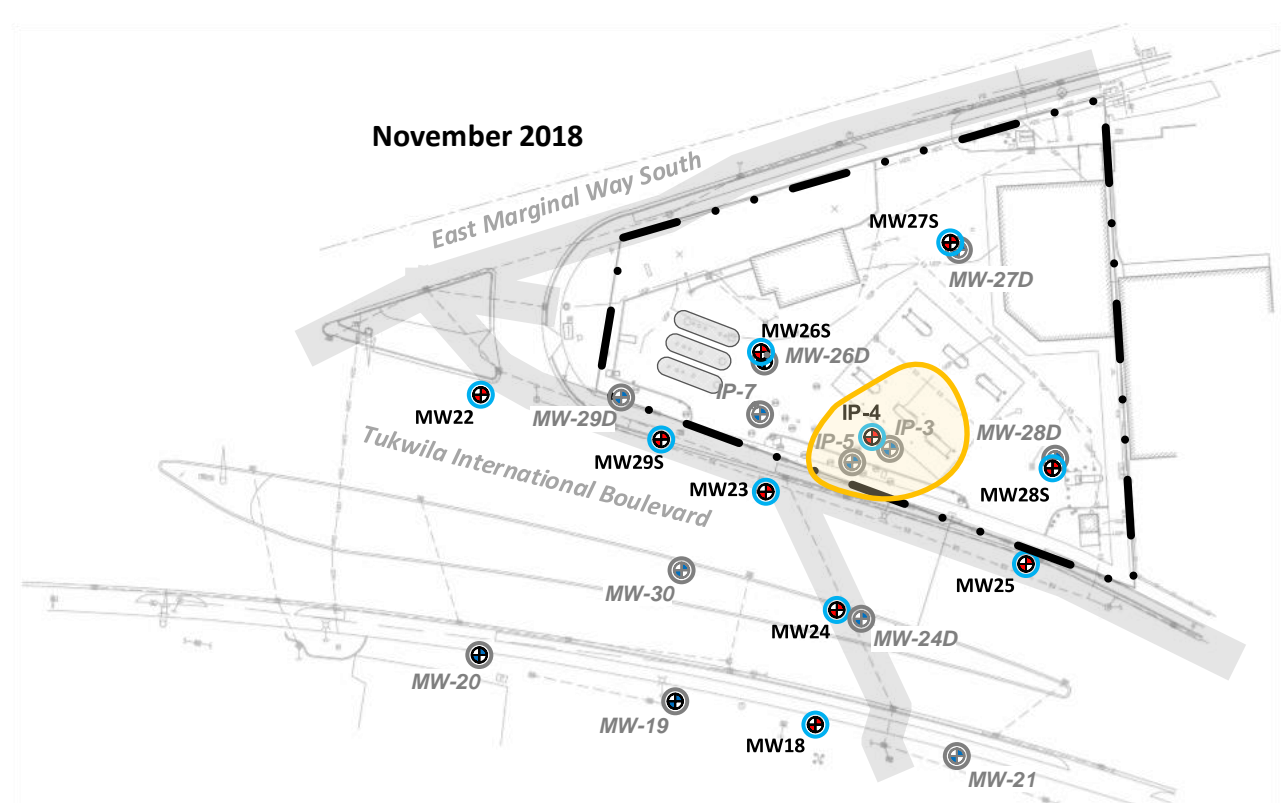 November 2018
East Marginal Way South
MW27S
MW-27D
MW26S
MW-26D
IP-7
MW22
MW-29D
IP-4
IP-3
IP-5
MW-28D
MW29S
MW28S
Tukwila International Boulevard
MW23
MW25
MW-30
MW24
MW-24D
MW-20
MW-19
MW18
MW-21